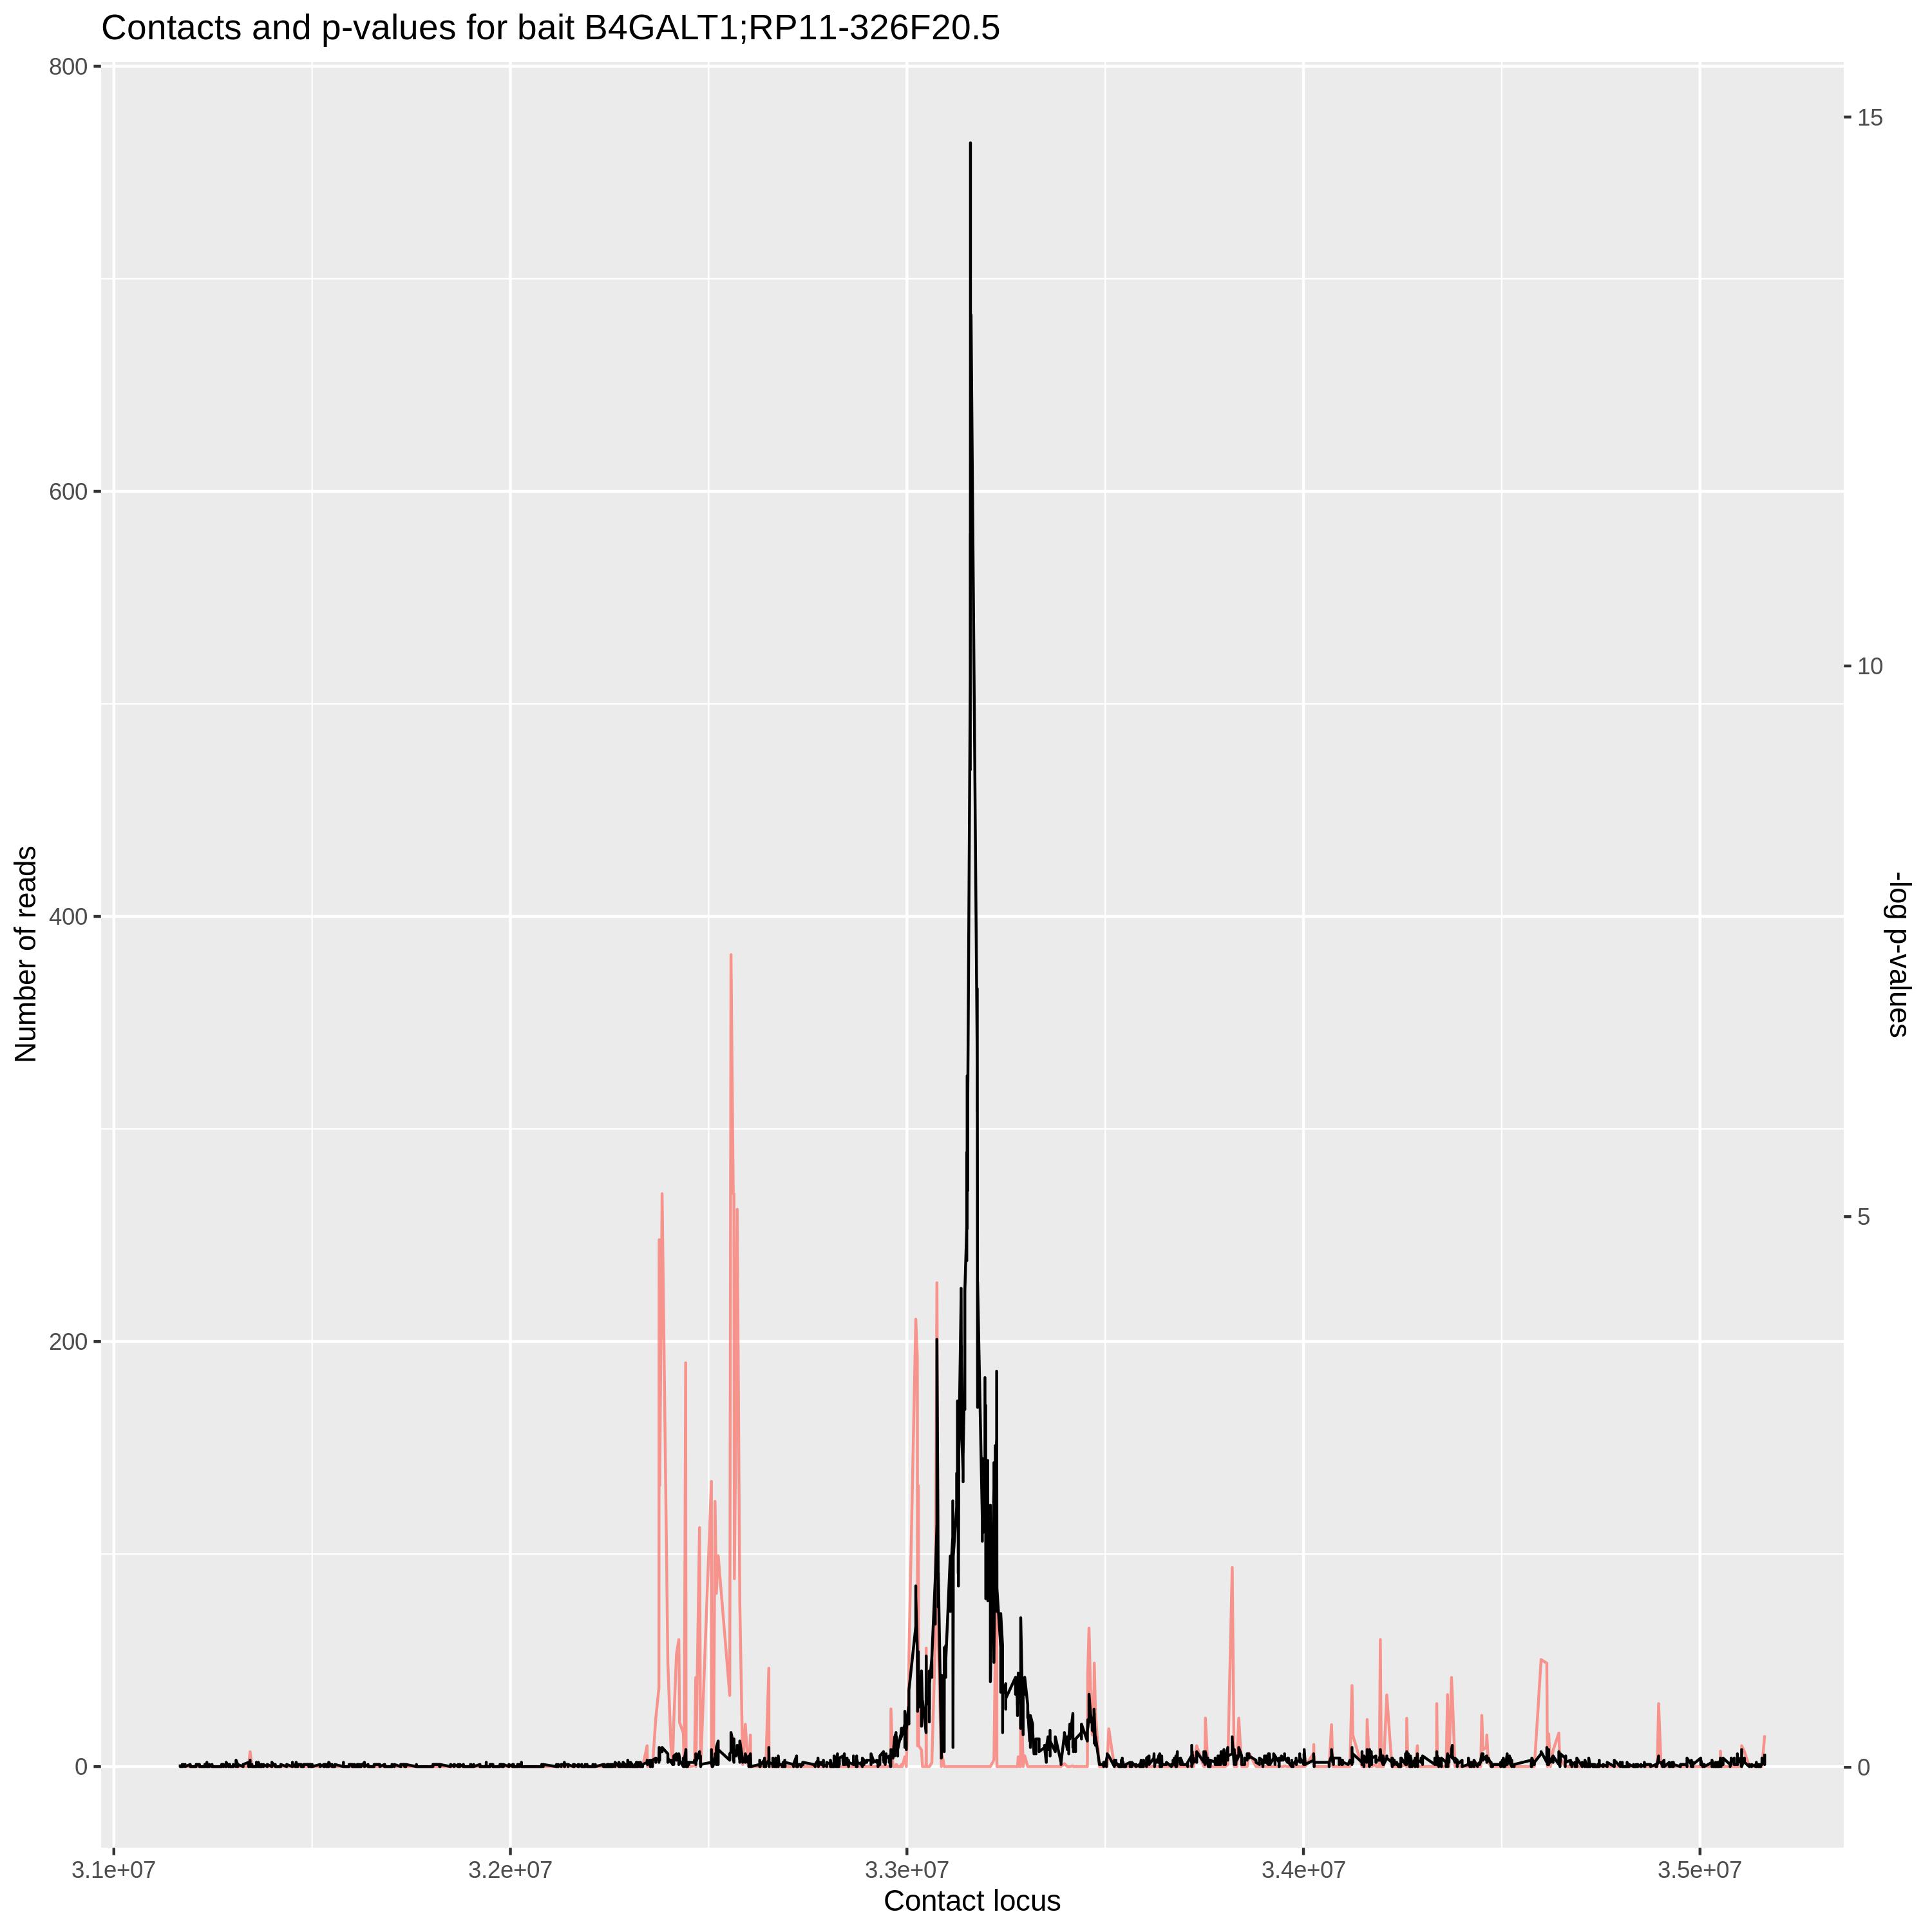 Contacts and p-values for bait B4GALT1;RP11-326F20.5
800
600
400
200
0
Number of reads
15
10
5
0
-log p-values
3.1e+07
3.2e+07
3.3e+07
3.4e+07
3.5e+07
Contact locus